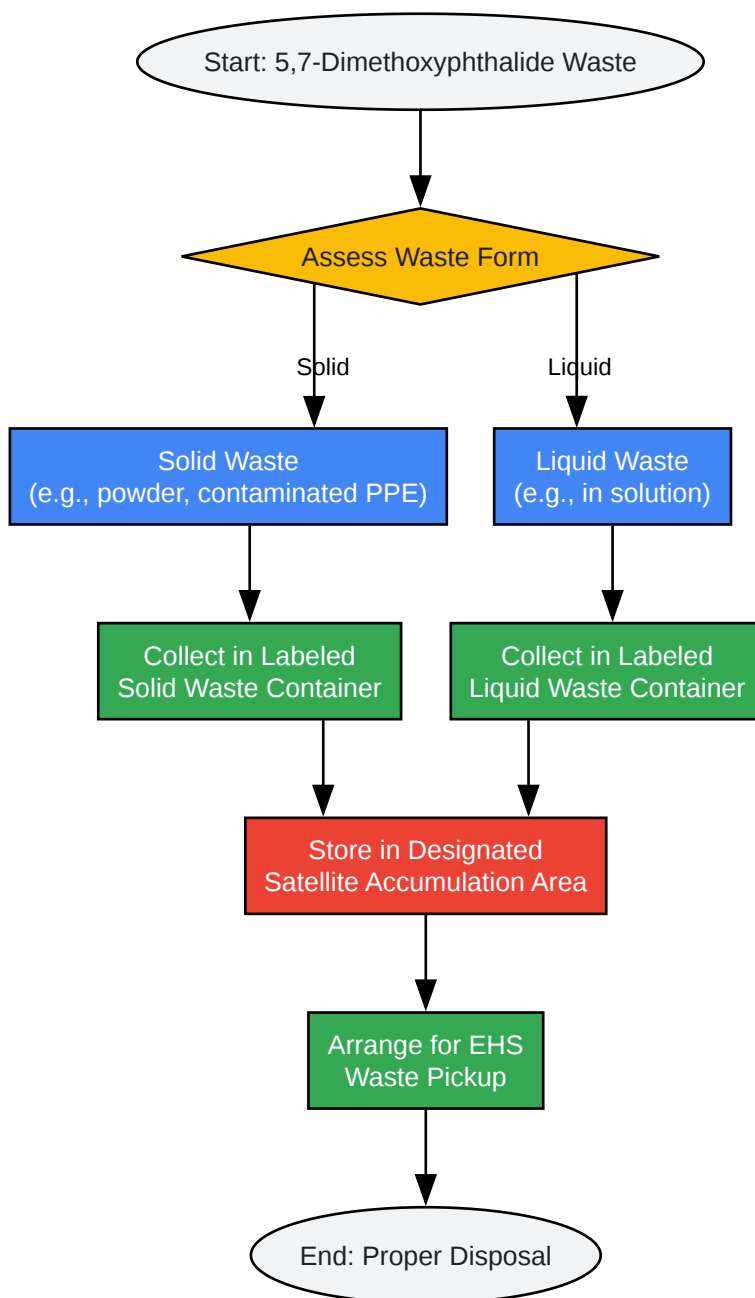 Start: 5,7-Dimethoxyphthalide Waste
Assess Waste Form
Solid
Liquid
Solid Waste
(e.g., powder, contaminated PPE)
Liquid Waste
(e.g., in solution)
Collect in Labeled
Solid Waste Container
Collect in Labeled
Liquid Waste Container
Store in Designated
Satellite Accumulation Area
Arrange for EHS
Waste Pickup
End: Proper Disposal